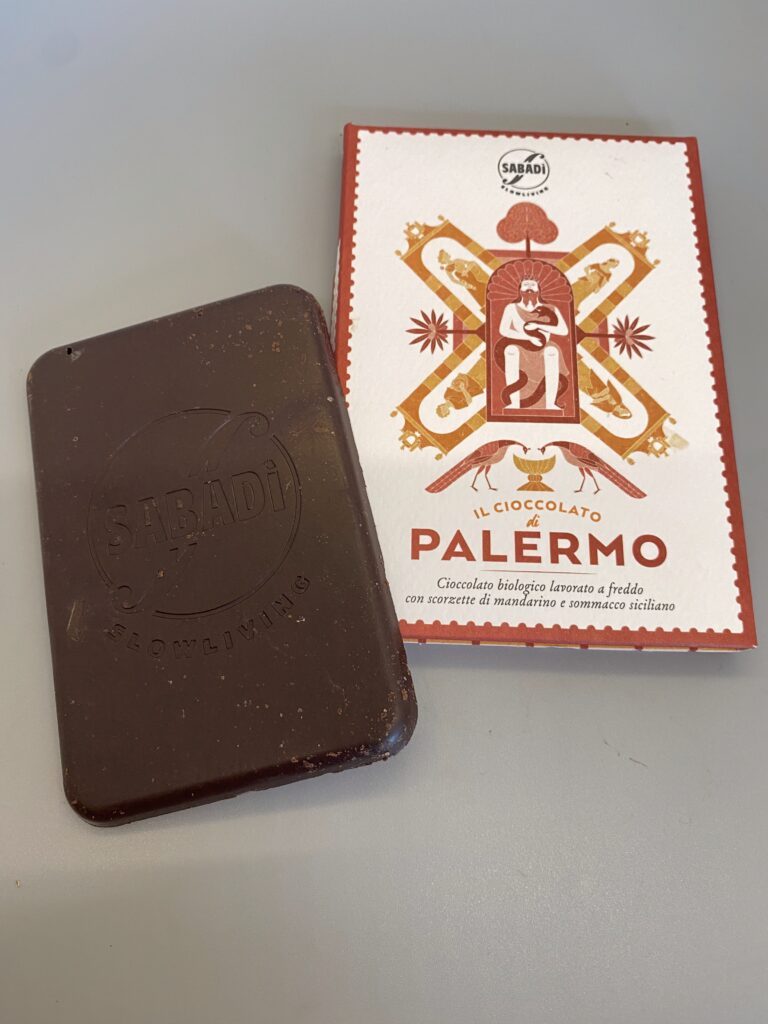 SABADÌ
SLOWLIVING
IL CIOCCOLATO
di
PALERMO
Cioccolato biologico lavorato a freddo
con scorzette di mandarino e sommacco siciliano
SABADì
SLOWLIVING